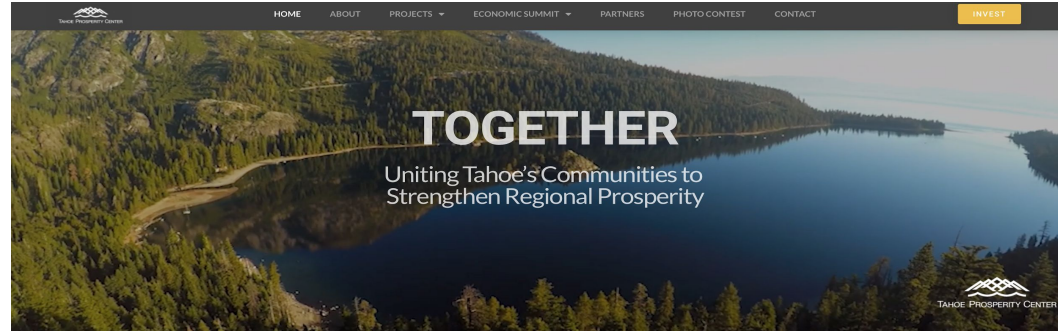 TAHOE PROSPERITY CENTER
HOME ABOUT PROJECTS ECONOMIC SUMMIT PARTNERS PHOTO CONTEST CONTACT INVEST
TOGETHER
Uniting Tahoe's Communities to
Strengthen Regional Prosperity
TAHOE PROSPERITY CENTER